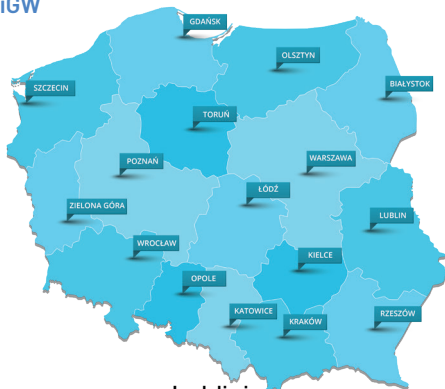 iGW
GDAŃSK
OLSZTYN
BIAŁYSTOK
SZCZECIN
TORUŃ
POZNAŃ
WARSZAWA
ŁÓDŹ
ZIELONA GÓRA
LUBLIN
WROCŁAW
KIELCE
OPOLE
KATOWICE
KRAKÓW
RZESZÓW